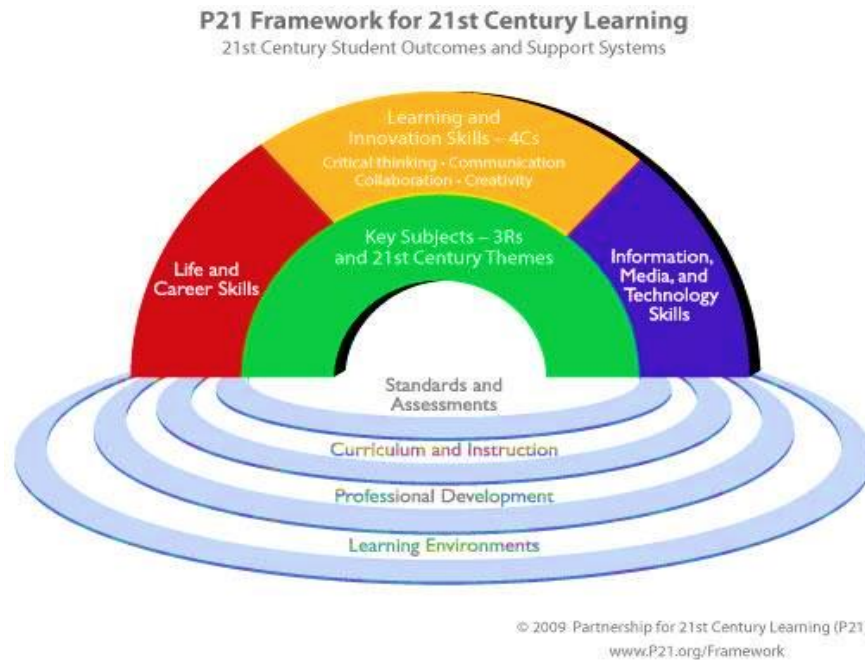 P21 Framework for 21st Century Learning
21st Century Student Outcomes and Support Systems
Learning and
Innovation Skills – 4Cs
Critical thinking • Communication
Collaboration • Creativity
Key Subjects – 3Rs
and 21st Century Themes
Life and
Career Skills
Information,
Media, and
Technology
Skills
Standards and
Assessments
Curriculum and Instruction
Professional Development
Learning Environments
© 2009 Partnership for 21st Century Learning (P21
www.P21.org/Framework